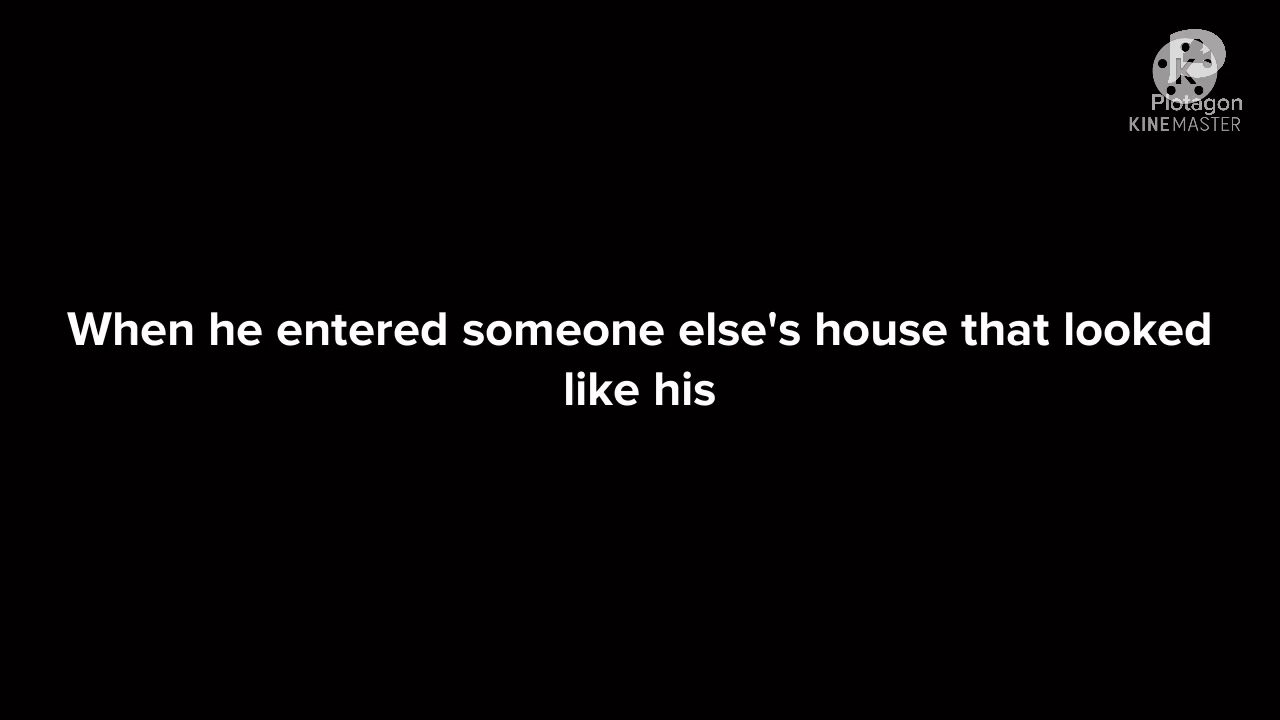 Plotagon
KINEMASTER
When he entered someone else's house that looked
like his